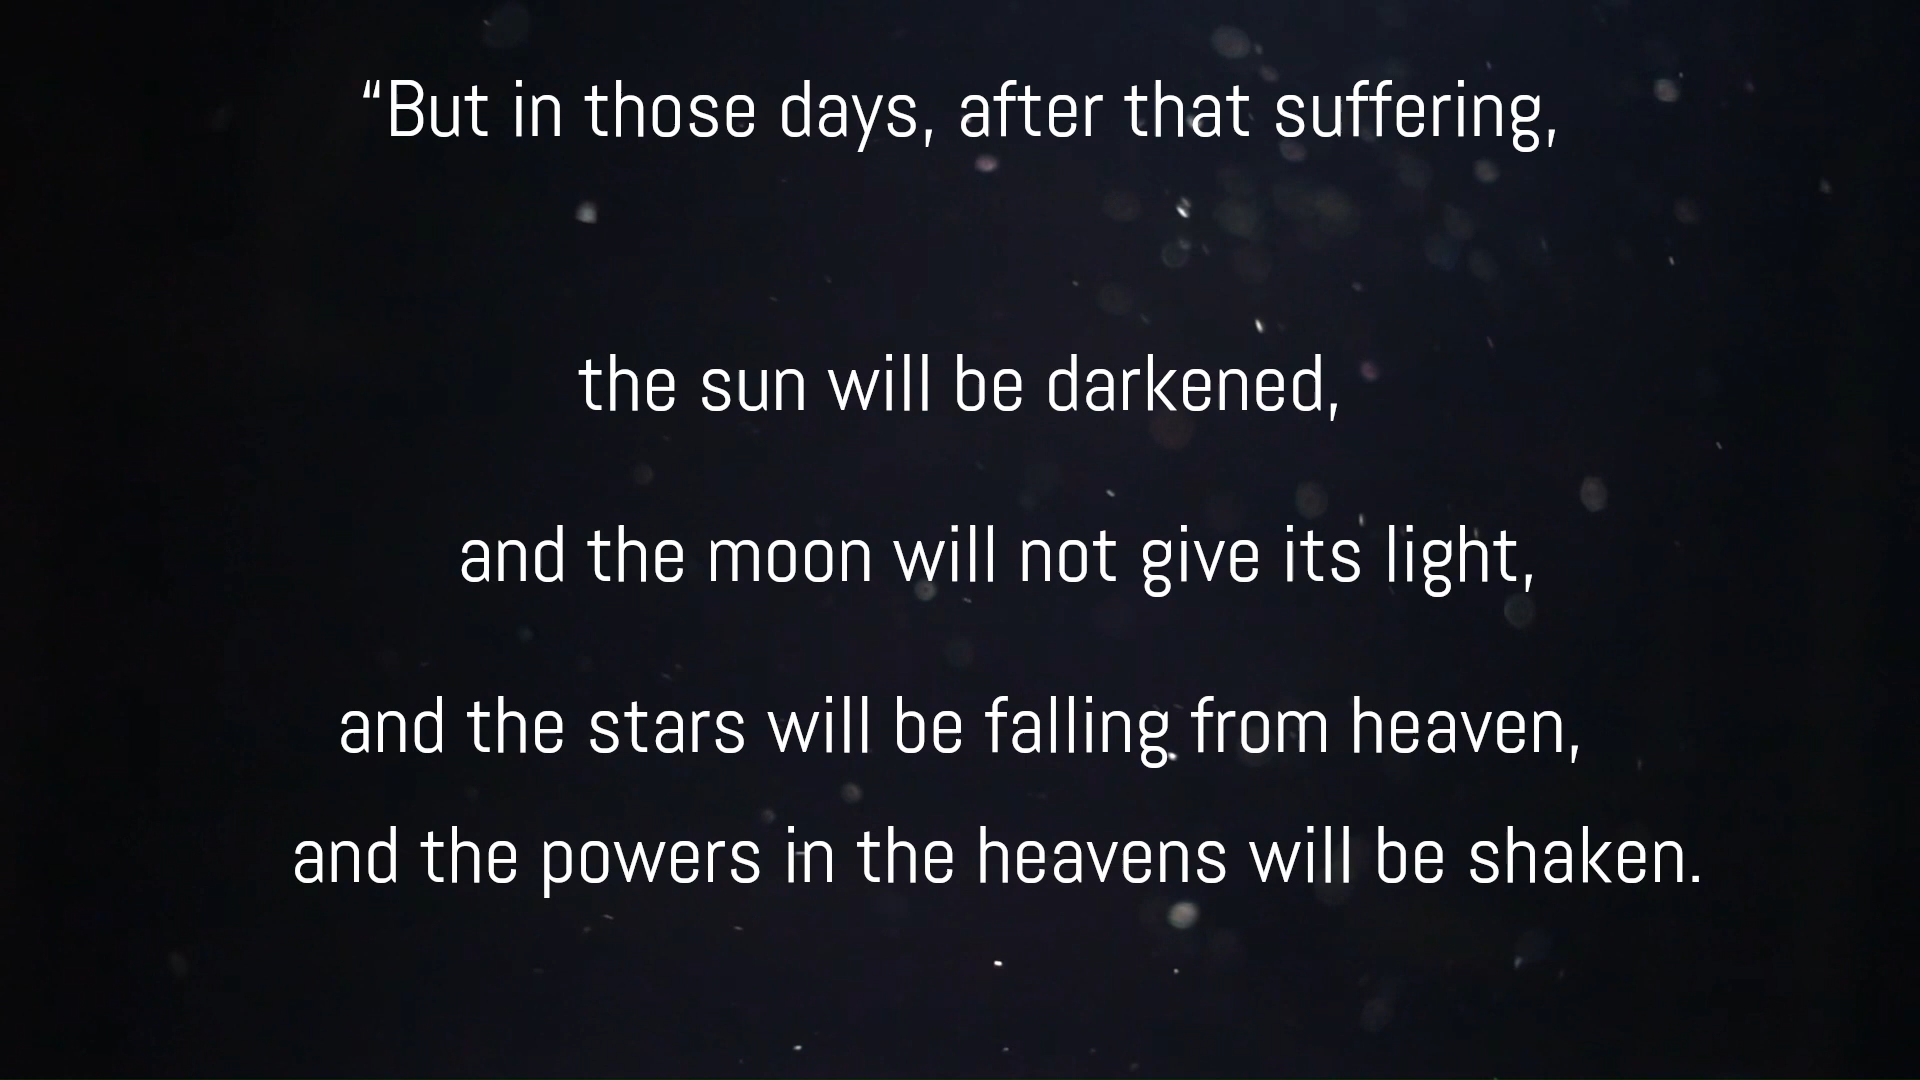 “But in those days, after that suffering,
the sun will be darkened,
and the moon will not give its light,
and the stars will be falling from heaven,
and the powers in the heavens will be shaken.